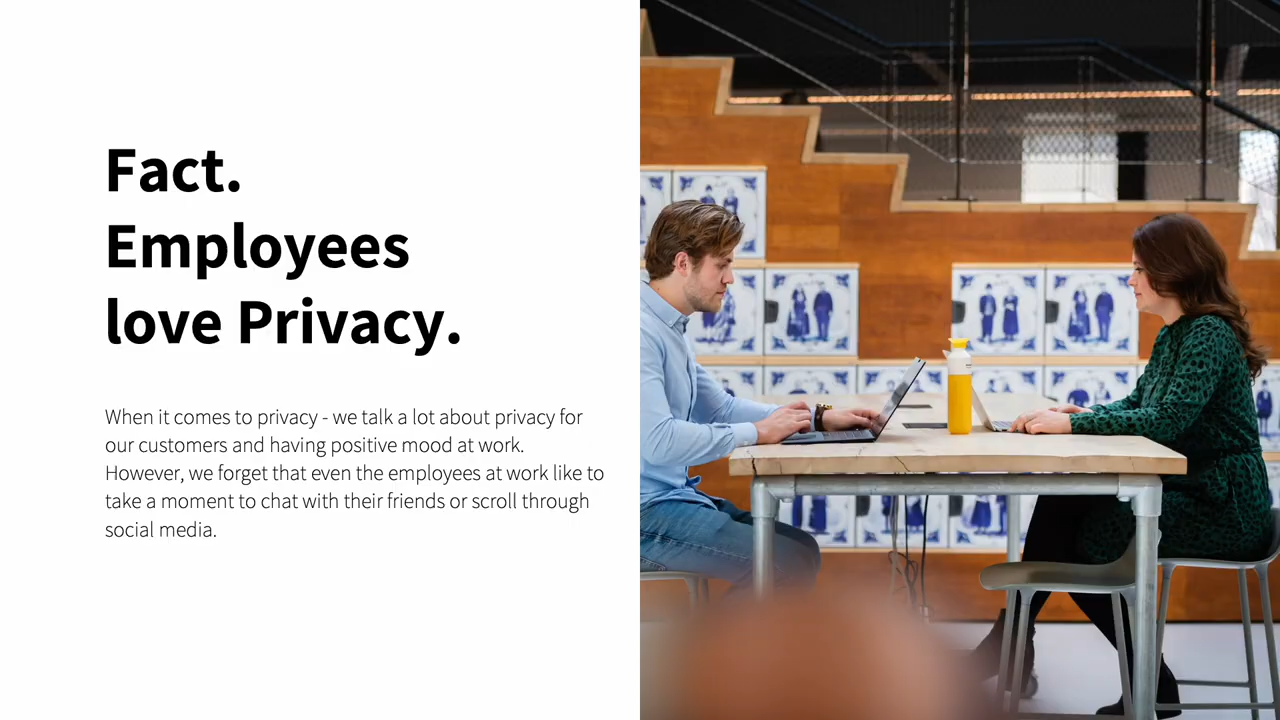 Fact.
Employees
love Privacy.
When it comes to privacy - we talk a lot about privacy for
our customers and having positive mood at work.
However, we forget that even the employees at work like to
take a moment to chat with their friends or scroll through
social media.